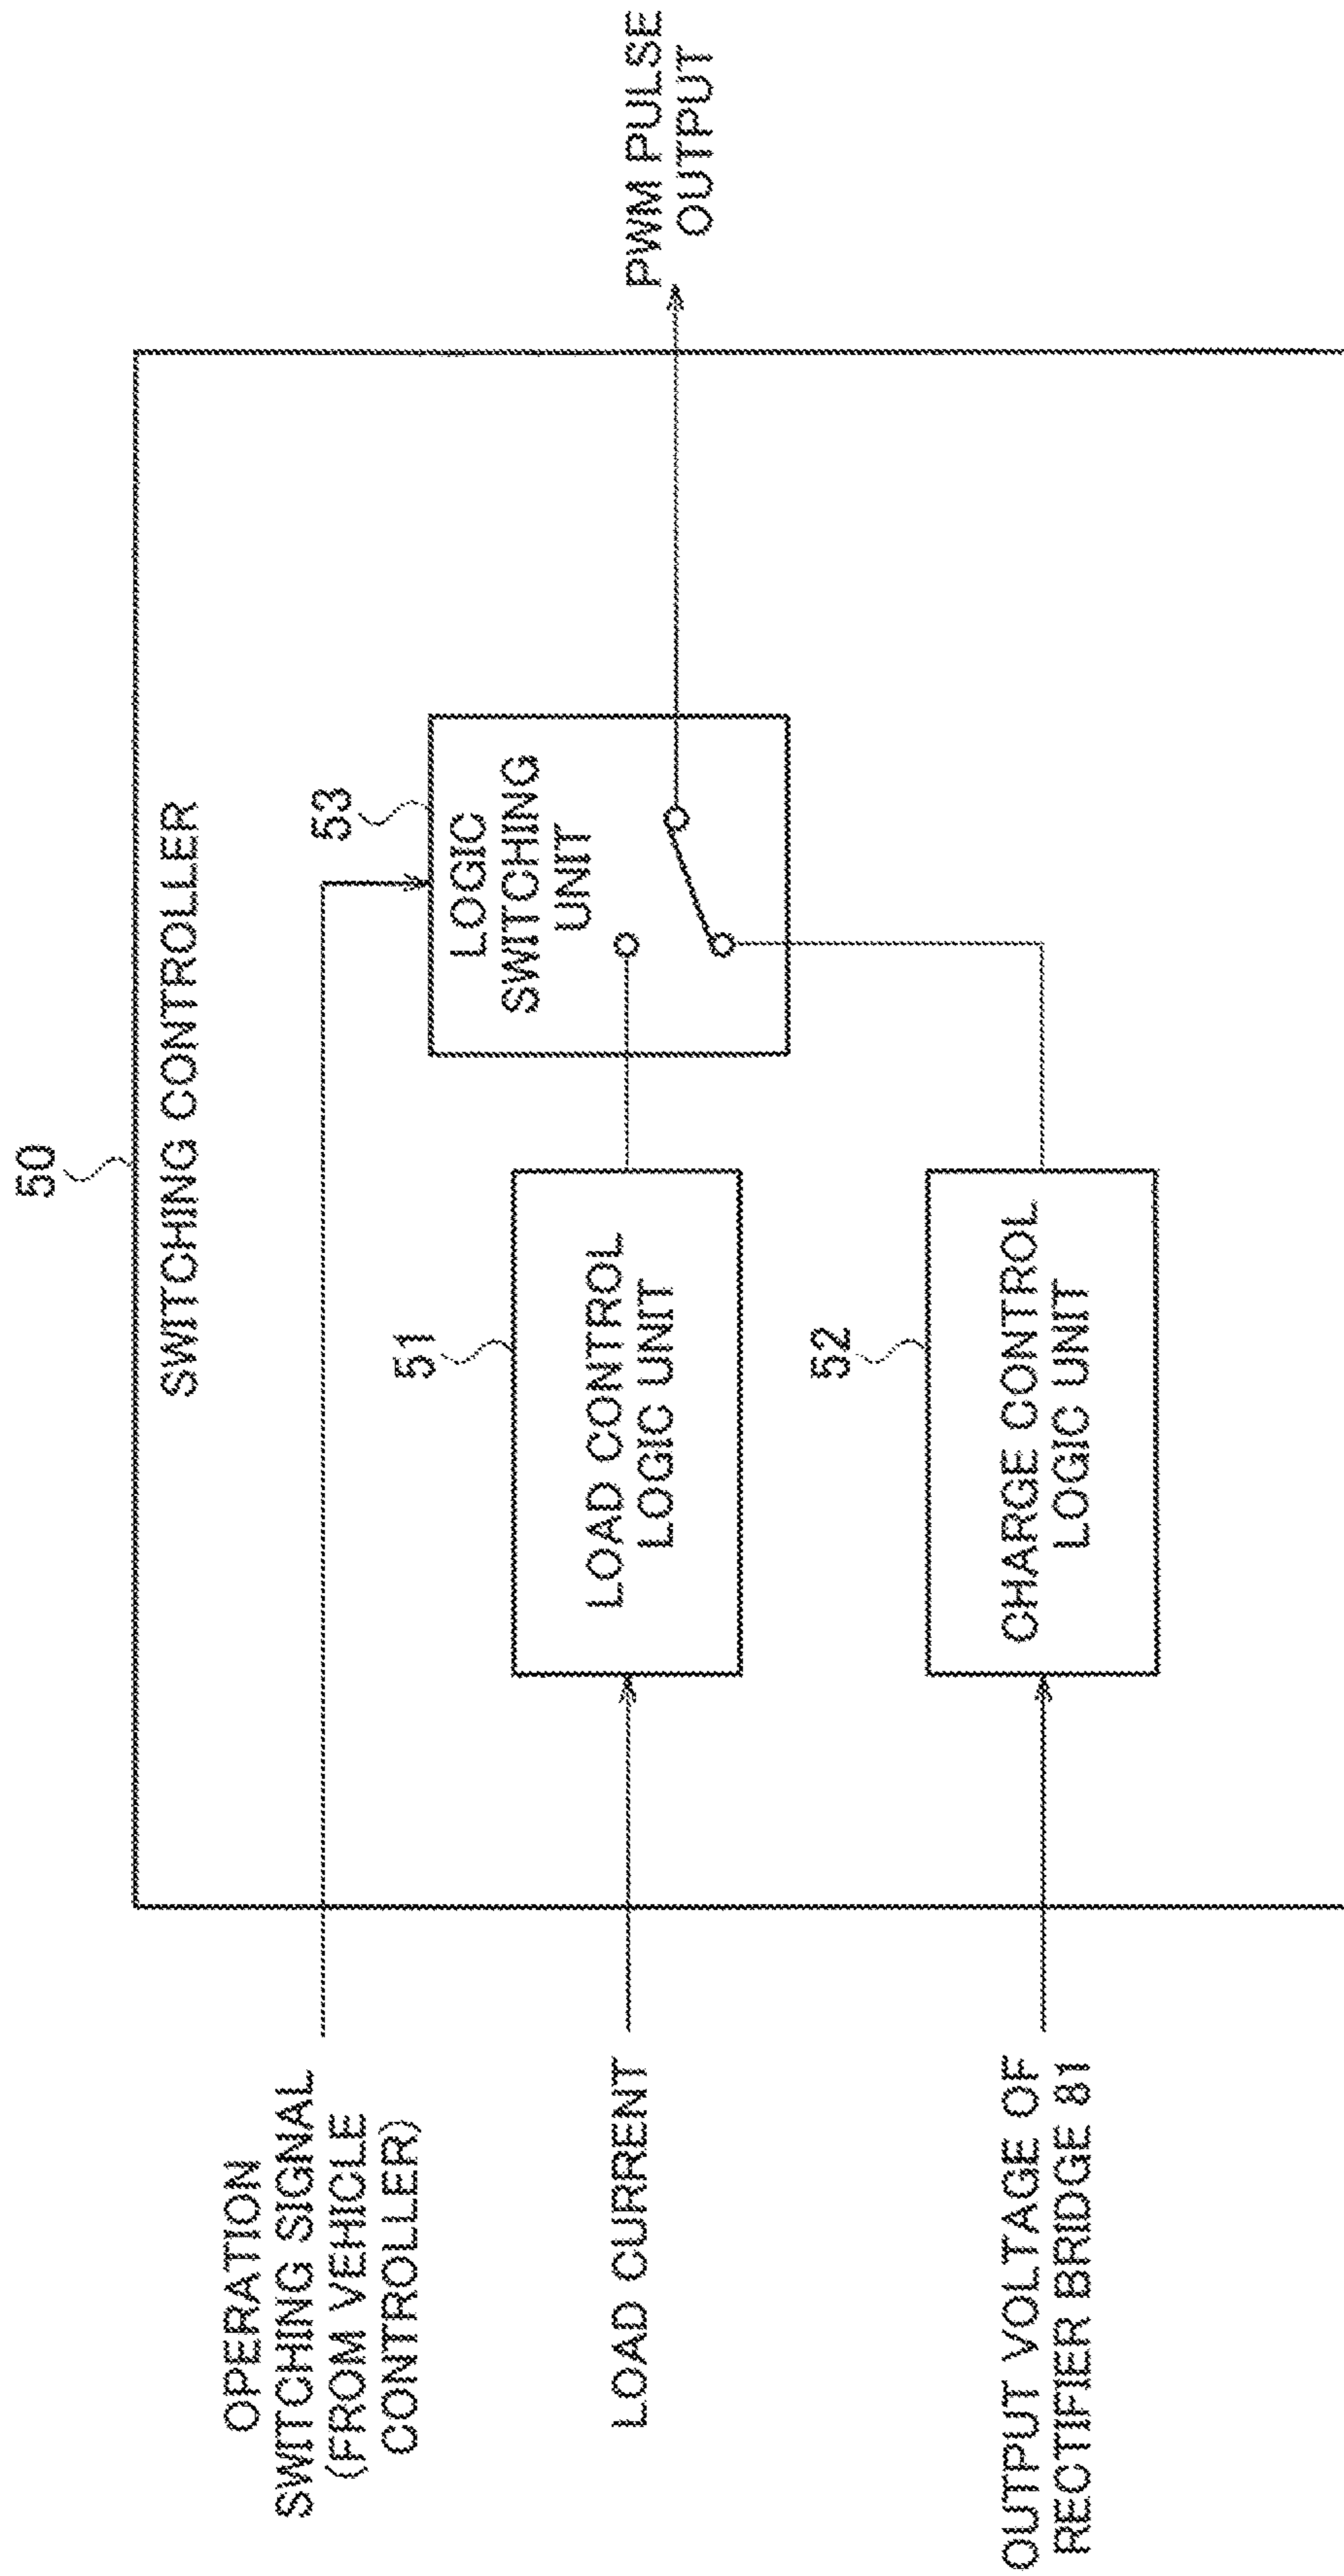 50
SWITCHING CONTROLLER
OPERATION
SWITCHING SIGNAL
(FROM VEHICLE
CONTROLLER)
53
LOGIC
SWITCHING
UNIT
51
LOAD CURRENT
LOAD CONTROL
LOGIC UNIT
PWM PULSE
OUTPUT
52
OUTPUT VOLTAGE OF
RECTIFIER BRIDGE 81
CHARGE CONTROL
LOGIC UNIT